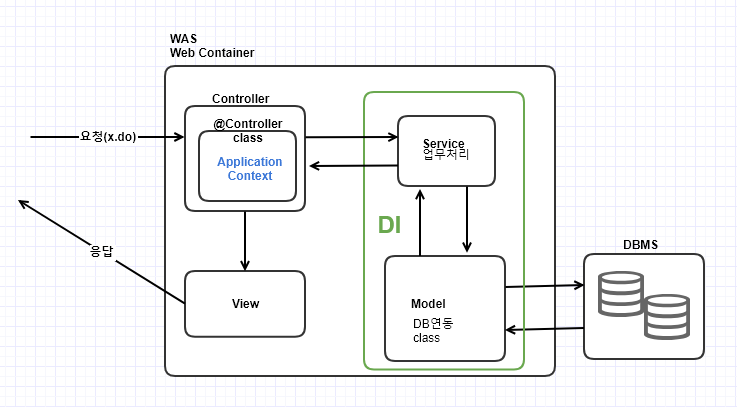 WAS
Web Container
Controller
@Controller
class
Application
Context
요청(x.do)
Service
업무처리
DI
응답
View
Model
DB연동
class
DBMS